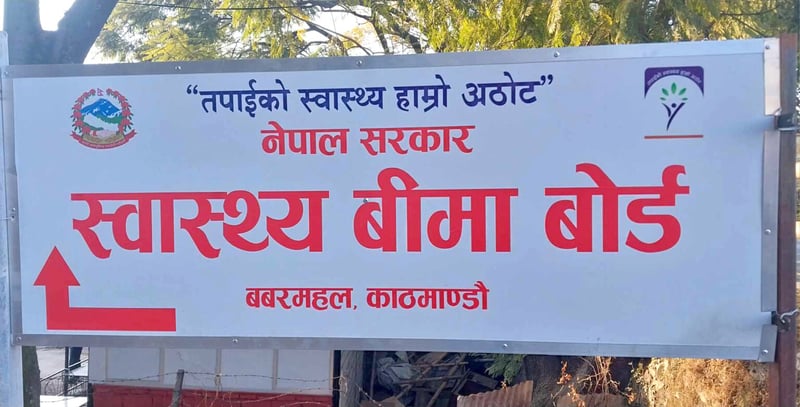 “तपाईको स्वास्थ्य हाम्रो अठोट”
नेपाल सरकार
स्वास्थ्य बीमा बोर्ड
बबरमहल, काठमाण्डौ